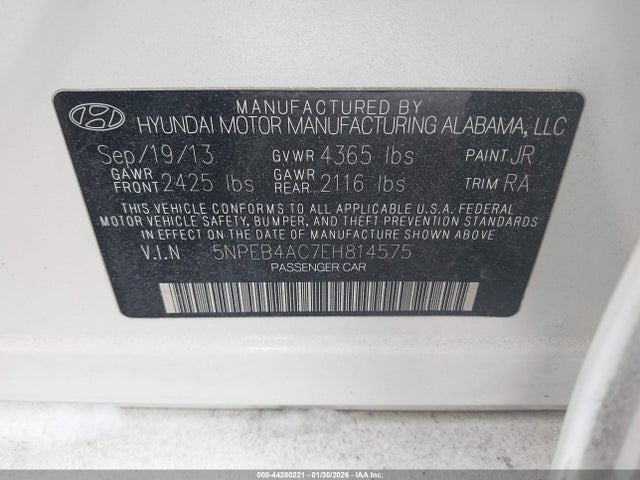 MANUFACTURED BY
HYUNDAI MOTOR MANUFACTURING ALABAMA, LLC
Sep/19/13 GVWR 4365 lbs PAINT JR
GAWR FRONT 2425 lbs GAWR REAR 2116 lbs TRIM RA
THIS VEHICLE CONFORMS TO ALL APPLICABLE U.S.A. FEDERAL
MOTOR VEHICLE SAFETY, BUMPER, AND THEFT PREVENTION STANDARDS
IN EFFECT ON THE DATE OF MANUFACTURE SHOWN ABOVE
V.I.N 5NPEB4AC7EH814575
PASSENGER CAR
000-44280221 - 01/30/2026 - COPART